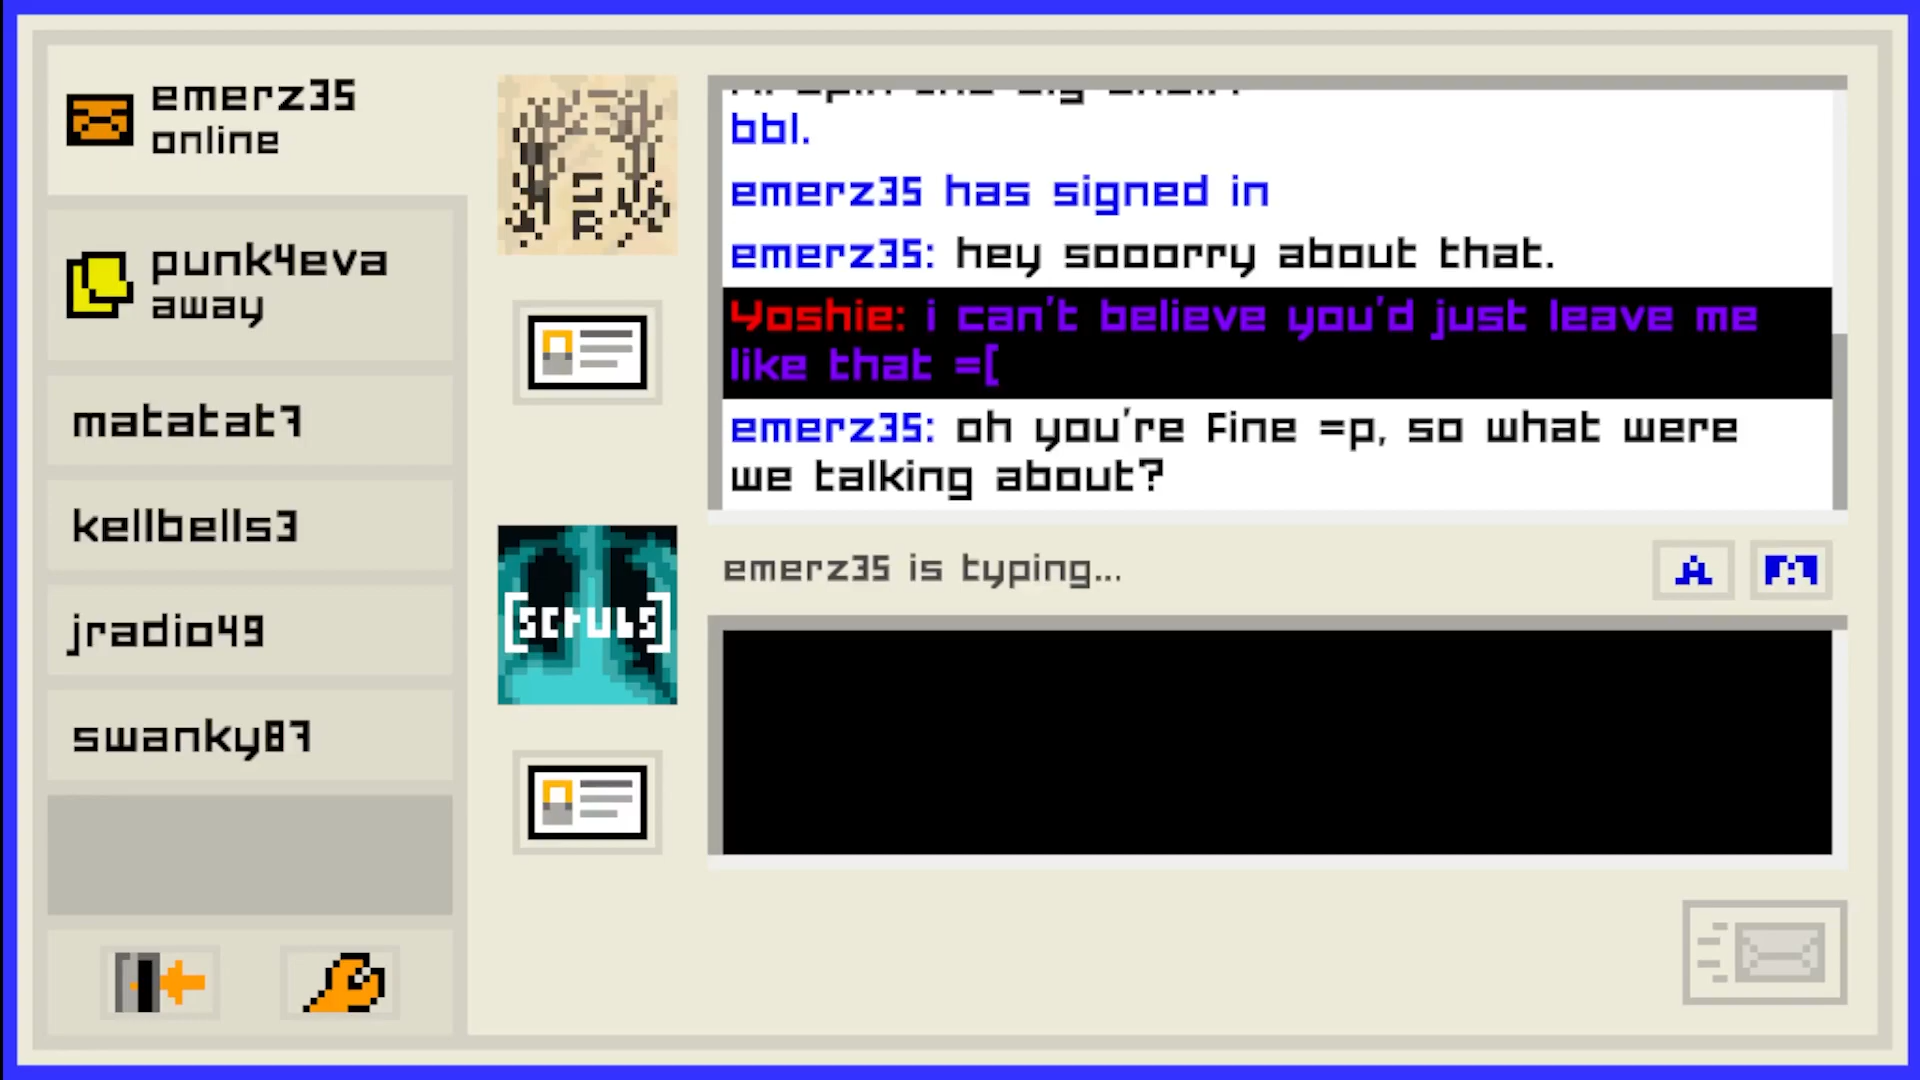 emerz35
online
punk4eva
away
matatat7
kellbells3
jradio49
swanky87
S
R
[scrubs]
bbl.
emerz35 has signed in
emerz35: hey sooorry about that.
Yoshie: i can't believe you'd just leave me
like that =[
emerz35: oh you're fine =p, so what were
we talking about?
emerz35 is typing...
A